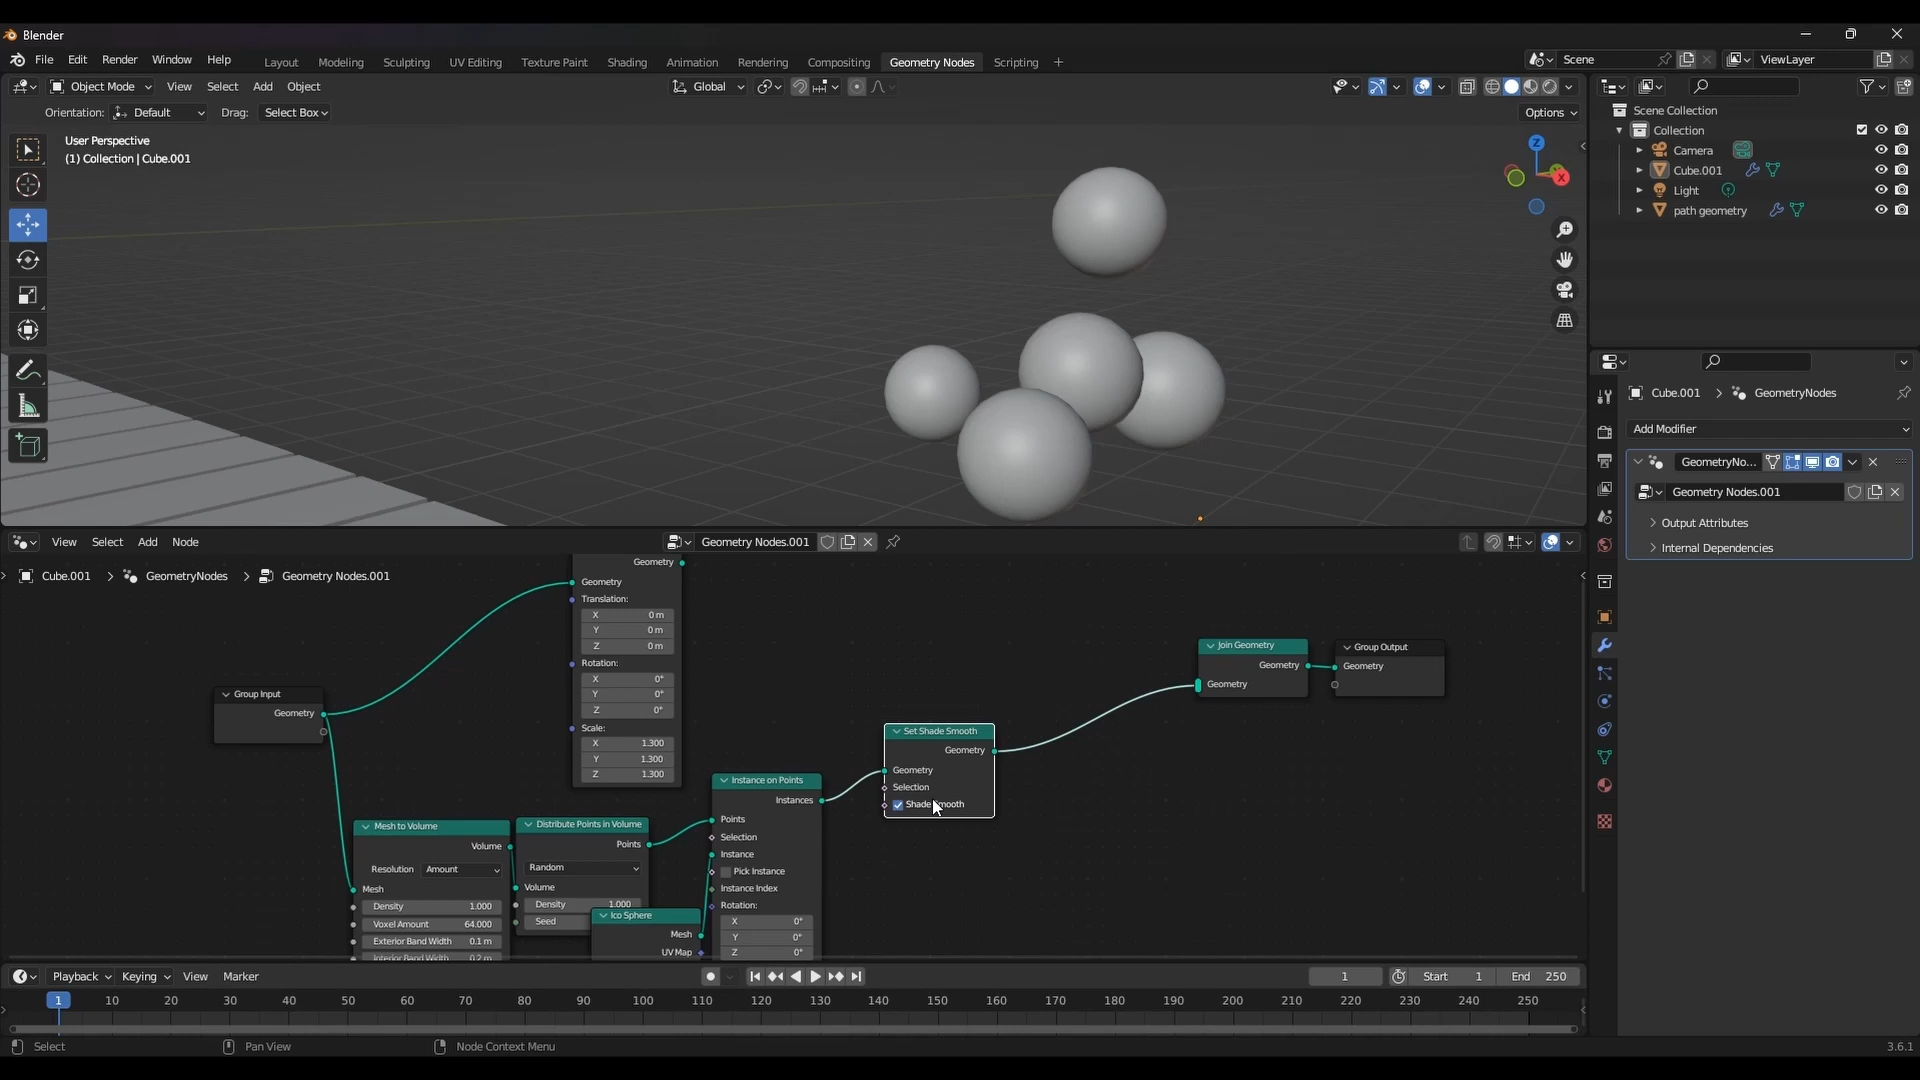 Blender
File Edit Render Window Help
Layout Modeling Sculpting UV Editing Texture Paint Shading Animation Rendering Compositing Geometry Nodes Scripting +
Scene
ViewLayer
Object Mode View Select Add Object
Global
Orientation: Default Drag: Select Box
Options
User Perspective
(1) Collection | Cube.001
Z
X
Scene Collection
Collection
Camera
Cube.001
Light
path geometry
Cube.001 > GeometryNodes
Add Modifier
GeometryNo...
Geometry Nodes.001
Output Attributes
Internal Dependencies
View Select Add Node
Geometry Nodes.001
Cube.001 > GeometryNodes > Geometry Nodes.001
Geometry
Geometry
Translation:
X 0 m
Y 0 m
Z 0 m
Rotation:
X 0°
Y 0°
Z 0°
Scale:
X 1.300
Y 1.300
Z 1.300
Group Input
Geometry
Mesh to Volume
Volume
Resolution Amount
Mesh
Density 1.000
Voxel Amount 64.000
Exterior Band Width 0.1 m
Interior Band Width 0.2 m
Distribute Points in Volume
Points
Random
Volume
Density 1.000
Seed
Ico Sphere
Mesh
UV Map
Instance on Points
Instances
Points
Selection
Instance
Pick Instance
Instance Index
Rotation:
X 0°
Y 0°
Z 0°
Set Shade Smooth
Geometry
Geometry
Selection
Shade Smooth
Join Geometry
Geometry
Geometry
Group Output
Geometry
Playback Keying View Marker
1
Start 1 End 250
1 10 20 30 40 50 60 70 80 90 100 110 120 130 140 150 160 170 180 190 200 210 220 230 240 250
Select Pan View Node Context Menu
3.6.1